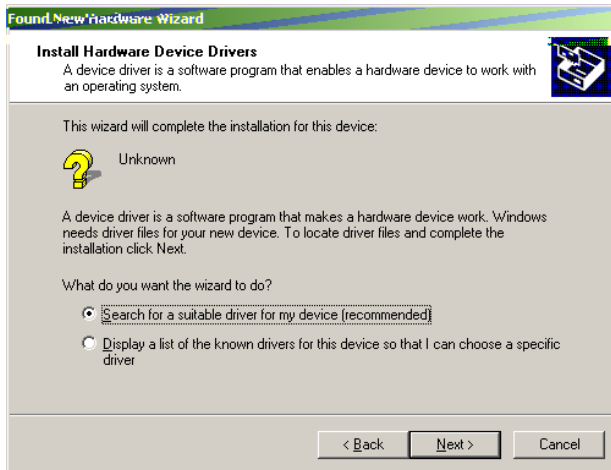 Found New Hardware Wizard
Install Hardware Device Drivers
A device driver is a software program that enables a hardware device to work with
an operating system.
This wizard will complete the installation for this device:
Unknown
A device driver is a software program that makes a hardware device work. Windows
needs driver files for your new device. To locate driver files and complete the
installation click Next.
What do you want the wizard to do?
Search for a suitable driver for my device (recommended)
Display a list of the known drivers for this device so that I can choose a specific
driver
< Back Next > Cancel